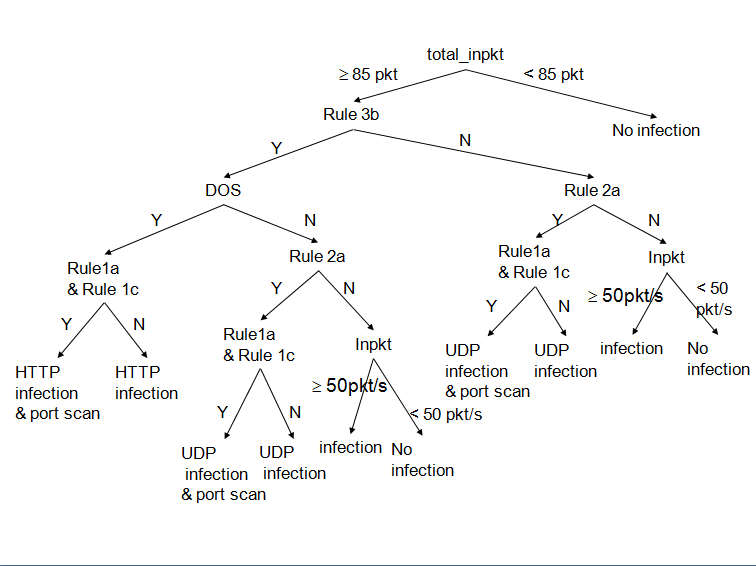 total_inpkt
≥ 85 pkt
< 85 pkt
Rule 3b
No infection
Y
N
DOS
Rule 2a
Y
N
Y
N
Rule1a
& Rule 1c
Rule 2a
Rule1a
& Rule 1c
Inpkt
Y
N
Y
N
Y
N
≥ 50pkt/s
< 50
pkt/s
HTTP
infection
& port scan
HTTP
infection
Rule1a
& Rule 1c
Inpkt
UDP
infection
& port scan
UDP
infection
infection
No
infection
≥ 50pkt/s
< 50 pkt/s
Y
N
UDP
infection
& port scan
UDP
infection
infection
No
infection